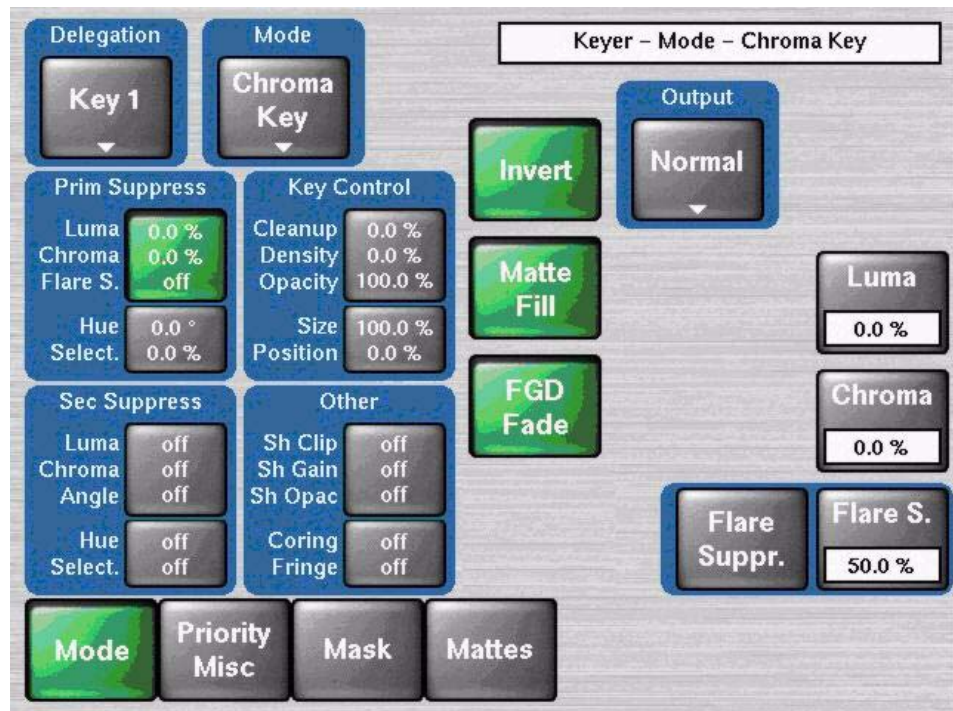 Delegation
Mode
Keyer – Mode – Chroma Key
Key 1
Chroma
Key
Output
Normal
Invert
Prim Suppress
Luma 0.0 %
Chroma 0.0 %
Flare S. off
Hue 0.0 °
Select. 0.0 %
Key Control
Cleanup 0.0 %
Density 0.0 %
Opacity 100.0 %
Size 100.0 %
Position 0.0 %
Matte
Fill
Luma
0.0 %
FGD
Fade
Chroma
0.0 %
Sec Suppress
Luma off
Chroma off
Angle off
Hue off
Select. off
Other
Sh Clip off
Sh Gain off
Sh Opac off
Coring off
Fringe off
Flare
Suppr.
Flare S.
50.0 %
Mode
Priority
Misc
Mask
Mattes